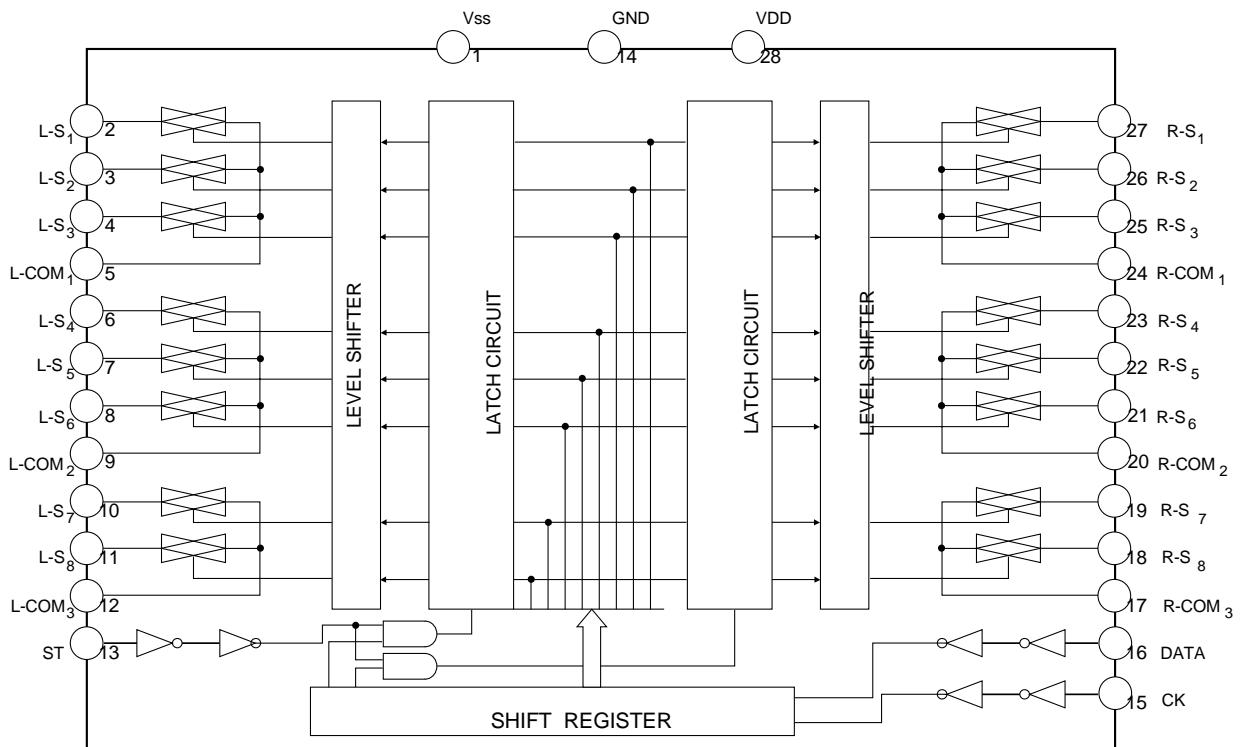 Vss GND VDD
1 14 28
L-S1 2 27 R-S1
L-S2 3 26 R-S2
L-S3 4 25 R-S3
L-COM1 5 24 R-COM1
L-S4 6 23 R-S4
L-S5 7 22 R-S5
L-S6 8 21 R-S6
L-COM2 9 20 R-COM2
L-S7 10 19 R-S7
L-S8 11 18 R-S8
L-COM3 12 17 R-COM3
ST 13 16 DATA
15 CK
LEVEL SHIFTER
LATCH CIRCUIT
LATCH CIRCUIT
LEVEL SHIFTER
SHIFT REGISTER